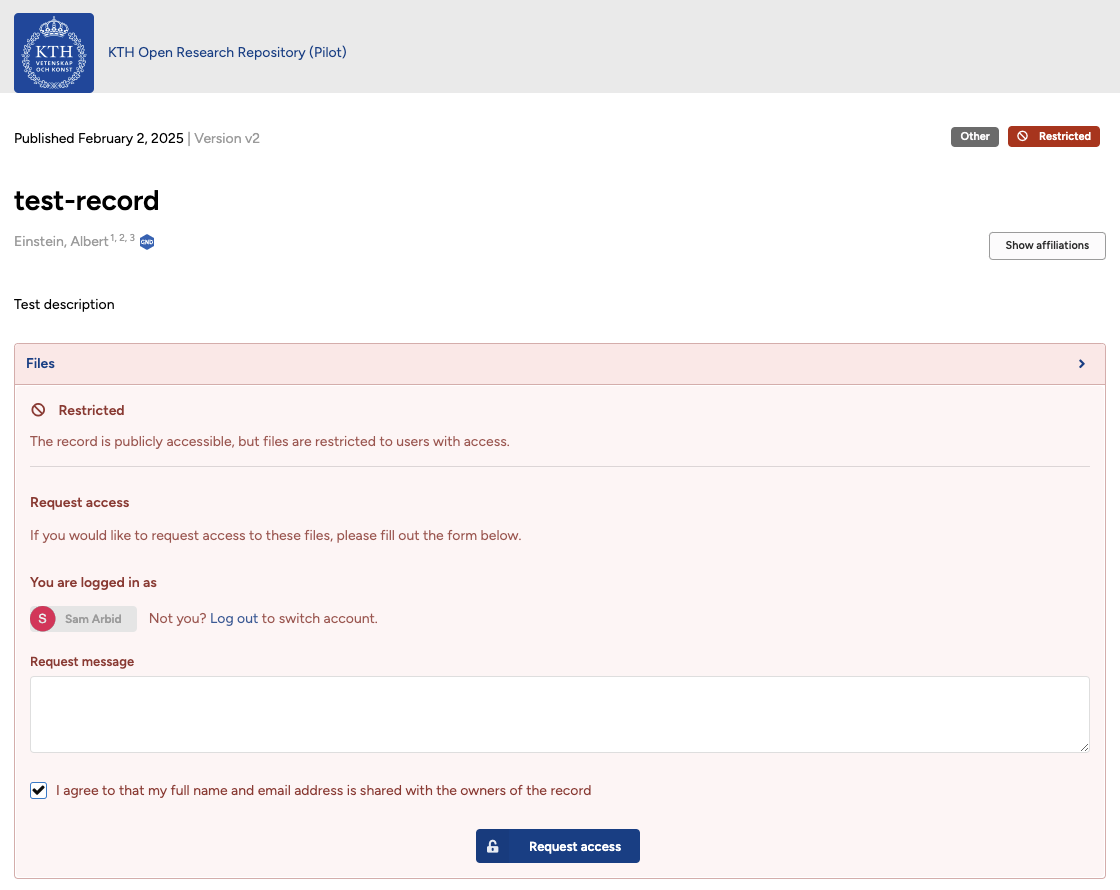 KTH
VETENSKAP
OCH KONST
KTH Open Research Repository (Pilot)
Published February 2, 2025 | Version v2
Other
Restricted
test-record
Einstein, Albert 1, 2, 3 GND
Show affiliations
Test description
Files
Restricted
The record is publicly accessible, but files are restricted to users with access.
Request access
If you would like to request access to these files, please fill out the form below.
You are logged in as
S Sam Arbid Not you? Log out to switch account.
Request message
I agree to that my full name and email address is shared with the owners of the record
Request access